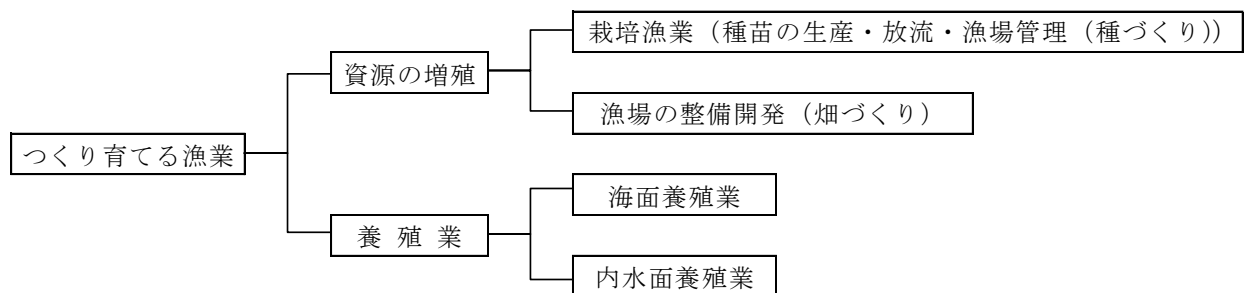 栽培漁業（種苗の生産・放流・漁場管理（種づくり））
資源の増殖
漁場の整備開発（畑づくり）
つくり育てる漁業
海面養殖業
養 殖 業
内水面養殖業